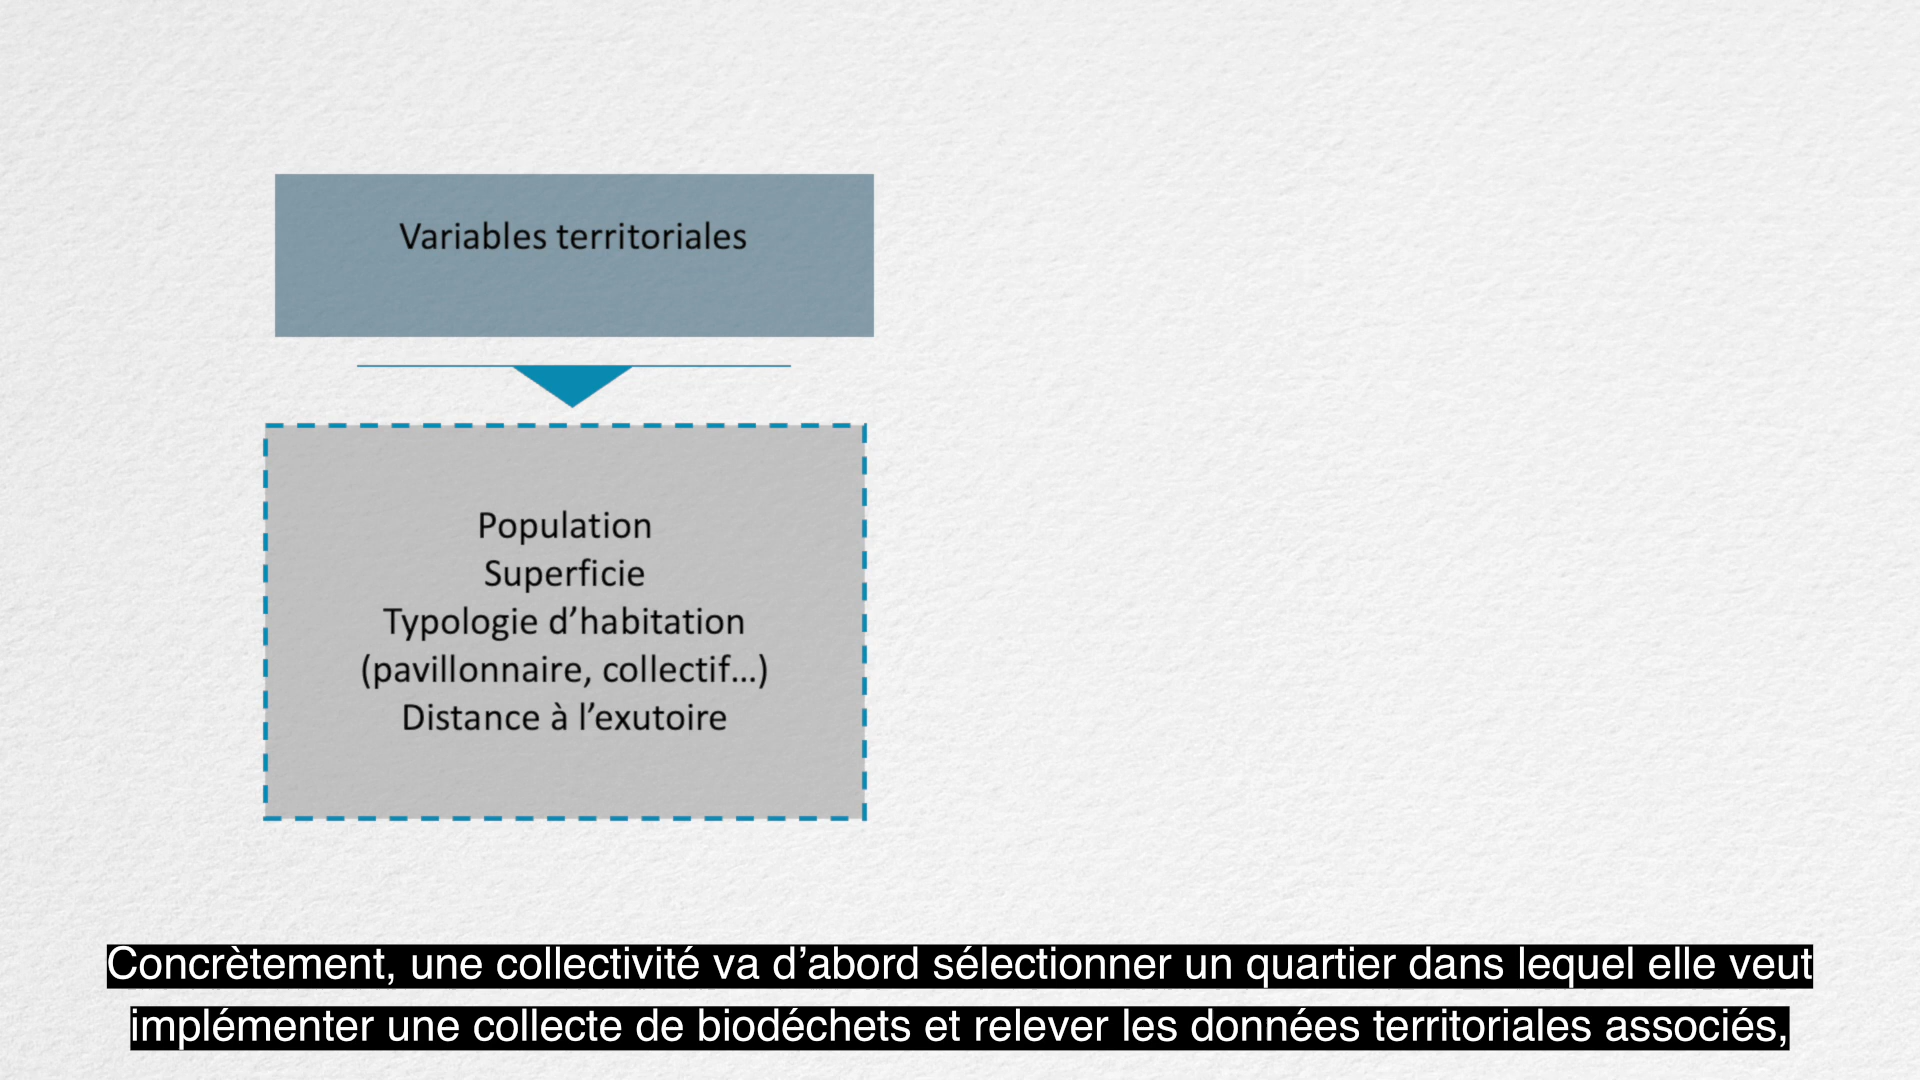 Variables territoriales
Population
Superficie
Typologie d’habitation
(pavillonnaire, collectif...)
Distance à l’exutoire
Concrètement, une collectivité va d’abord sélectionner un quartier dans lequel elle veut
implémenter une collecte de biodéchets et relever les données territoriales associés,